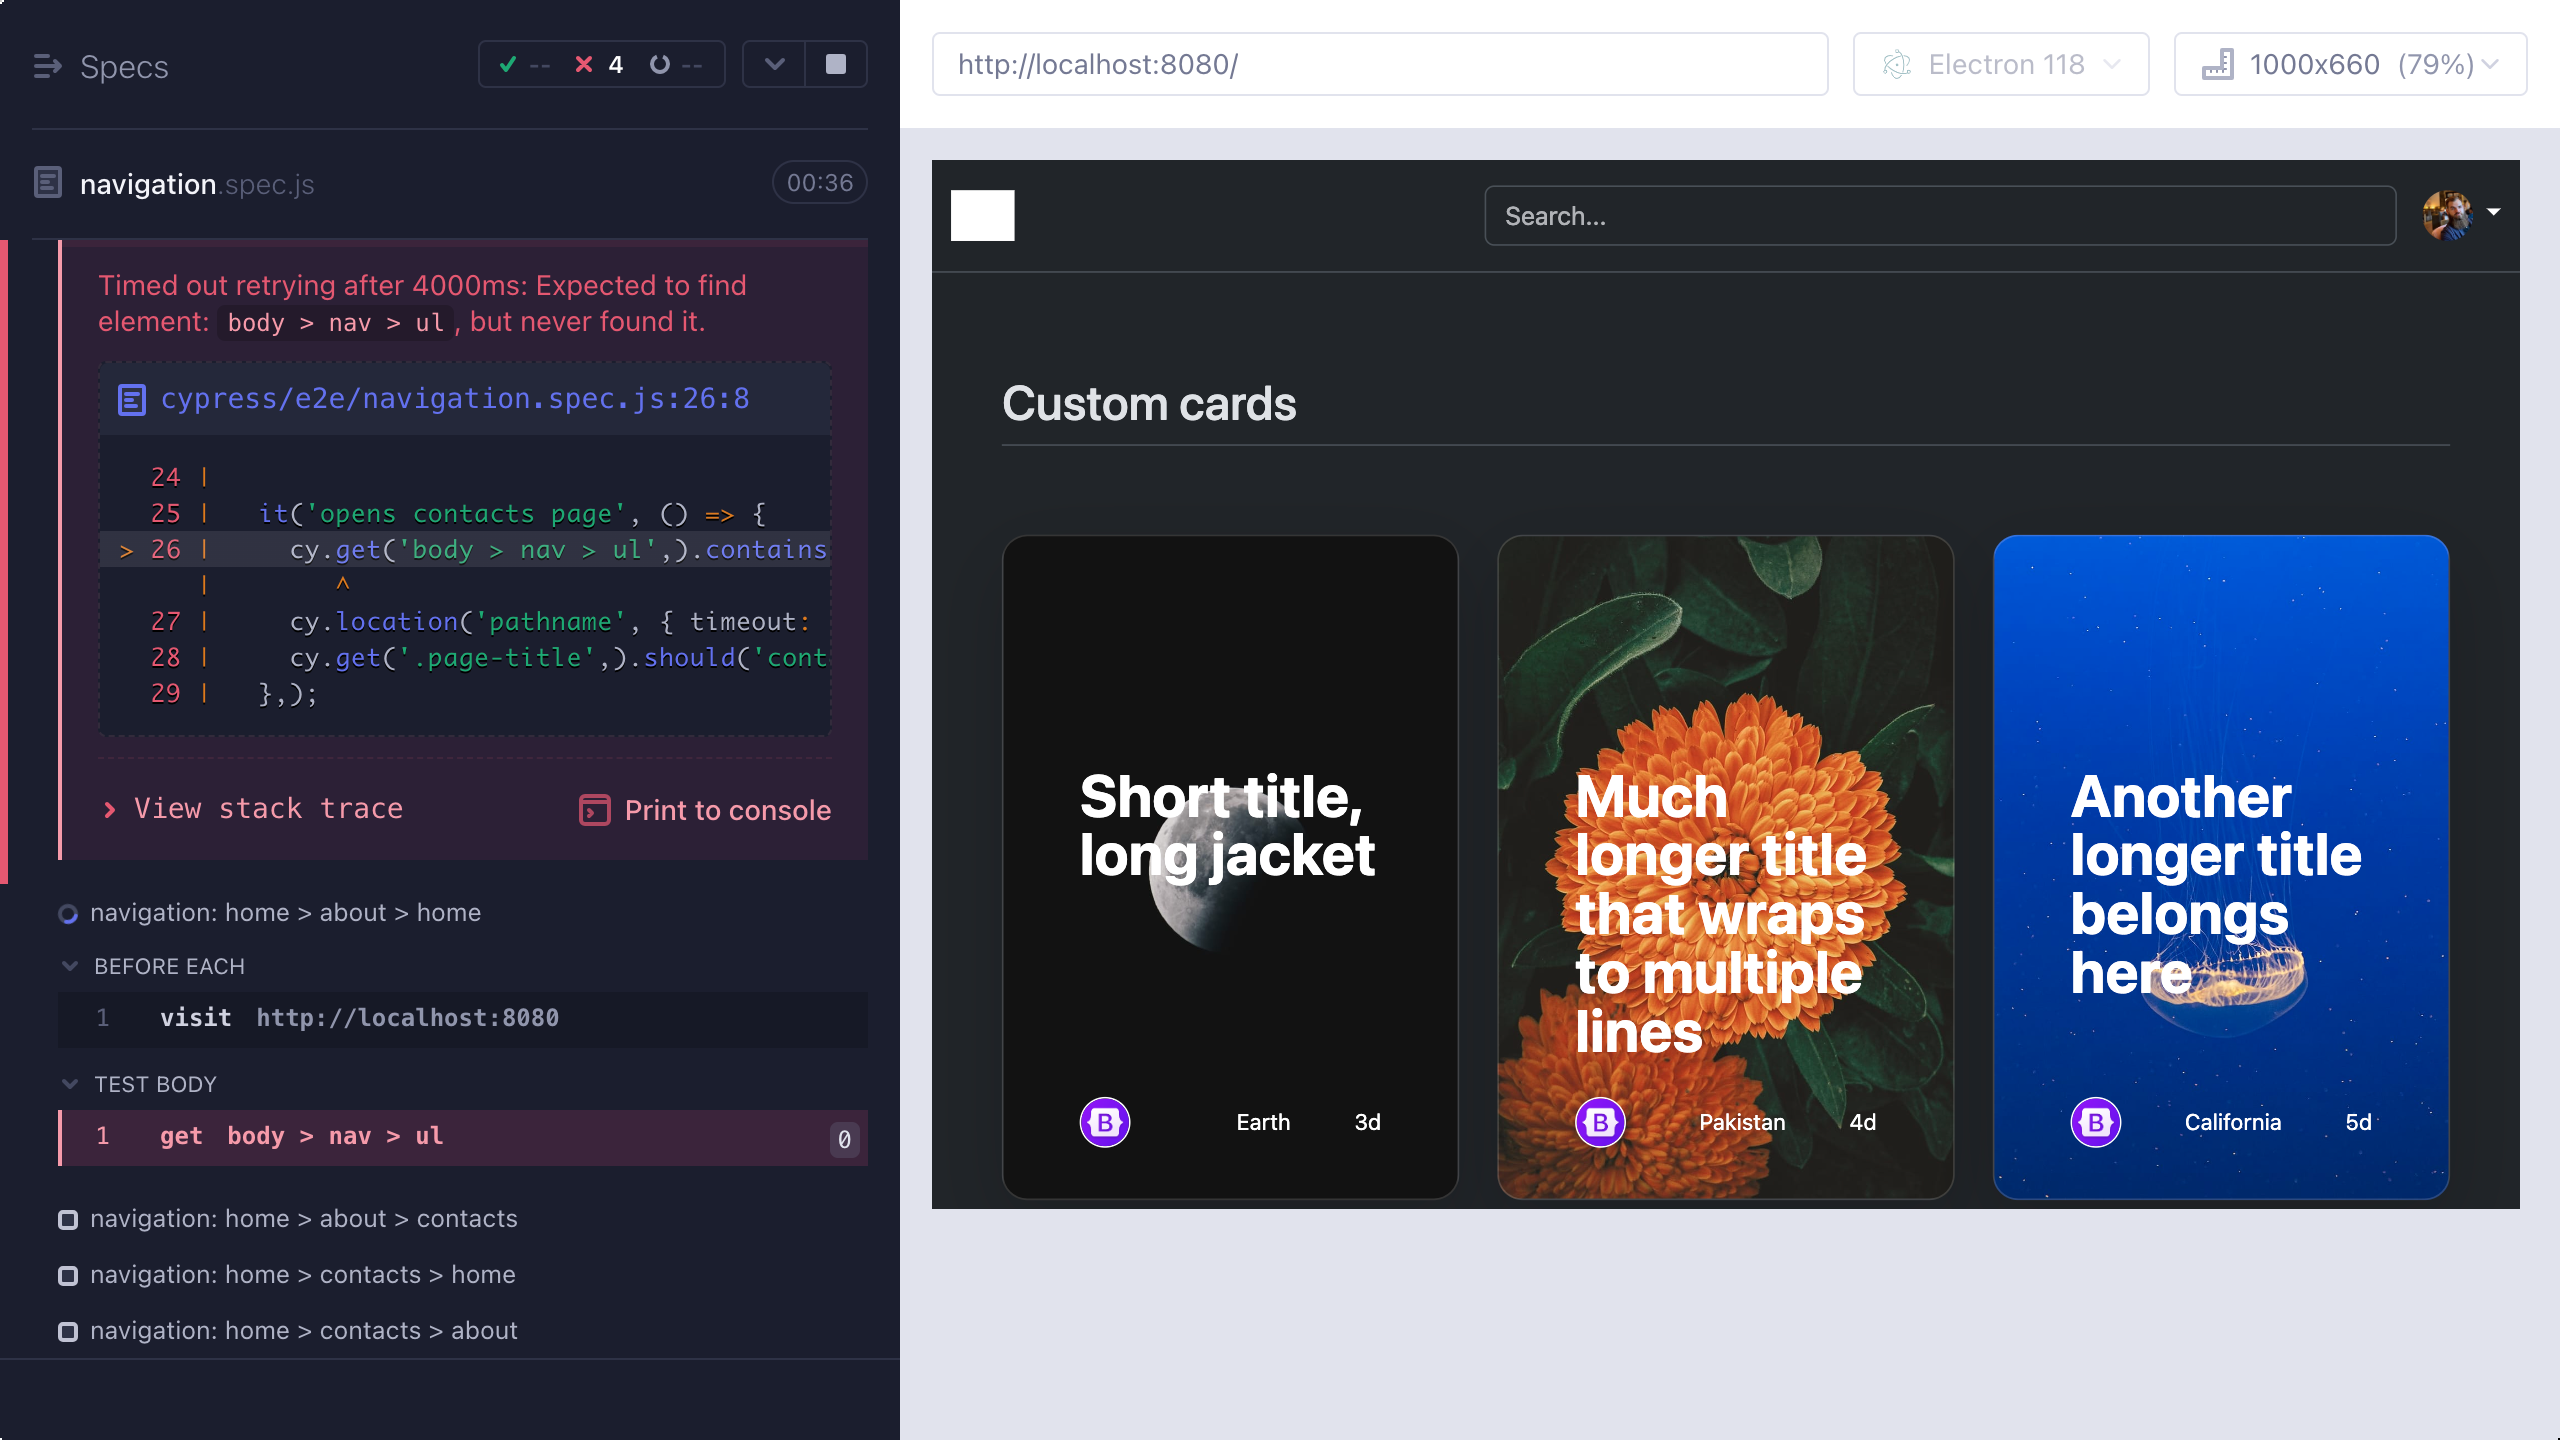 Specs
-- 4 --
navigation.spec.js
00:36
Timed out retrying after 4000ms: Expected to find
element: body > nav > ul, but never found it.
cypress/e2e/navigation.spec.js:26:8
24 |
25 | it('opens contacts page', () => {
> 26 | cy.get('body > nav > ul',).contains
| ^
27 | cy.location('pathname', { timeout:
28 | cy.get('.page-title',).should('cont
29 | },);
View stack trace
Print to console
navigation: home > about > home
BEFORE EACH
1 visit http://localhost:8080
TEST BODY
1 get body > nav > ul 0
navigation: home > about > contacts
navigation: home > contacts > home
navigation: home > contacts > about
http://localhost:8080/
Electron 118
1000x660 (79%)
Search...
Custom cards
Short title,
long jacket
B
Earth
3d
Much
longer title
that wraps
to multiple
lines
B
Pakistan
4d
Another
longer title
belongs
here
B
California
5d